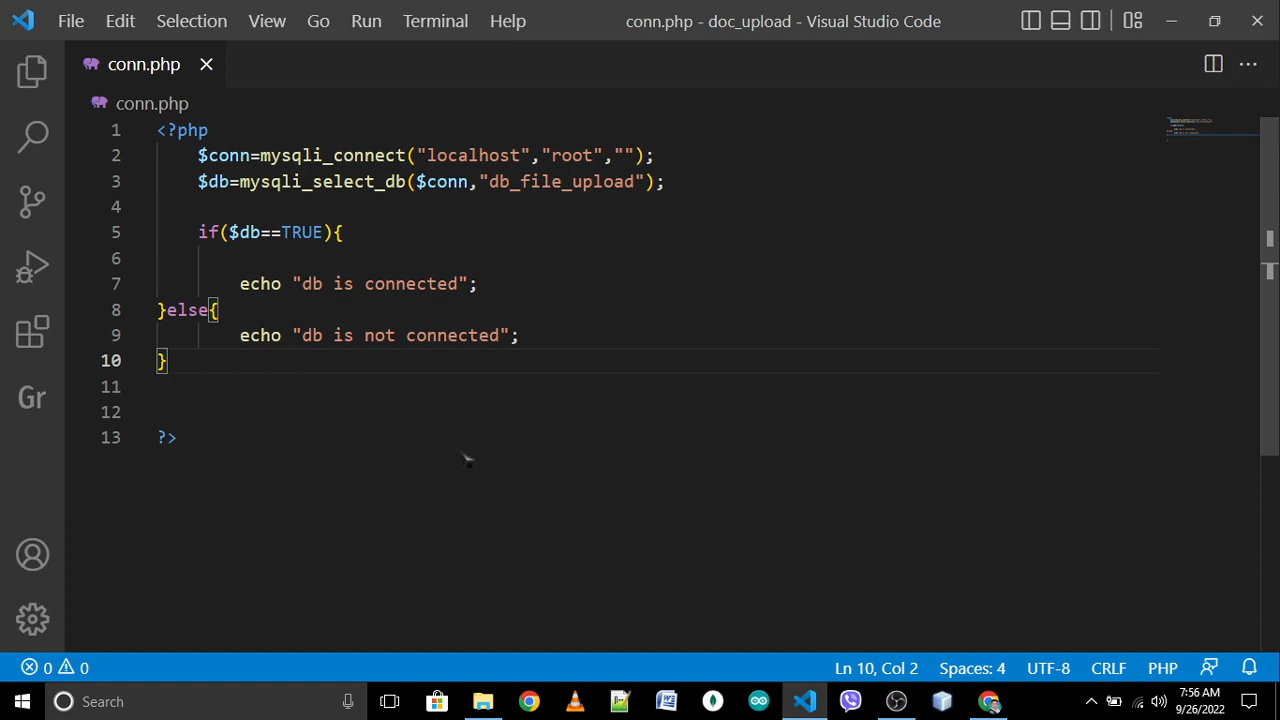 File Edit Selection View Go Run Terminal Help conn.php - doc_upload - Visual Studio Code
conn.php
conn.php
1 <?php
2 $conn=mysqli_connect("localhost","root","");
3 $db=mysqli_select_db($conn,"db_file_upload");
4
5 if($db==TRUE){
6
7 echo "db is connected";
8 }else{
9 echo "db is not connected";
10 }
11
12
13 ?>
Gr
0 0 Ln 10, Col 2 Spaces: 4 UTF-8 CRLF PHP
Search 7:56 AM
9/26/2022